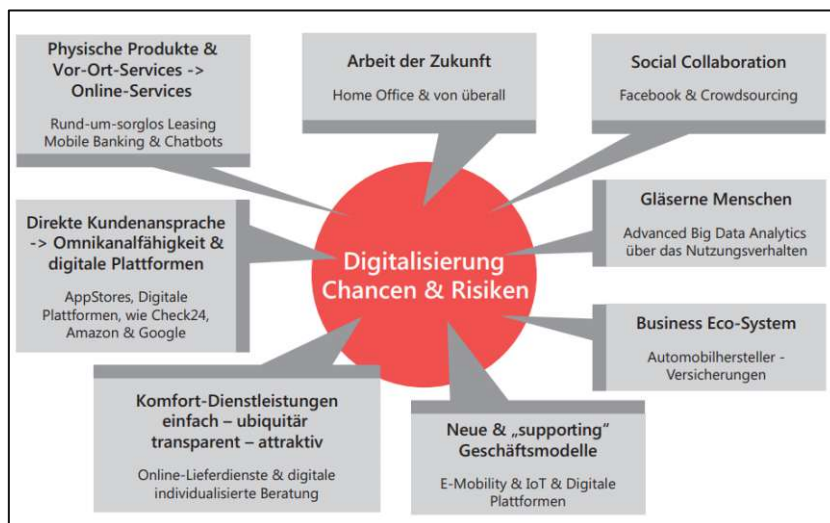 Physische Produkte &
Vor-Ort-Services ->
Online-Services
Rund-um-sorglos Leasing
Mobile Banking & Chatbots
Arbeit der Zukunft
Home Office & von überall
Social Collaboration
Facebook & Crowdsourcing
Direkte Kundenansprache
-> Omnikanalfähigkeit &
digitale Plattformen
AppStores, Digitale
Plattformen, wie Check24,
Amazon & Google
Digitalisierung
Chancen & Risiken
Gläserne Menschen
Advanced Big Data Analytics
über das Nutzungsverhalten
Business Eco-System
Automobilhersteller -
Versicherungen
Komfort-Dienstleistungen
einfach – ubiquitär
transparent – attraktiv
Online-Lieferdienste & digitale
individualisierte Beratung
Neue & „supporting“
Geschäftsmodelle
E-Mobility & IoT & Digitale
Plattformen